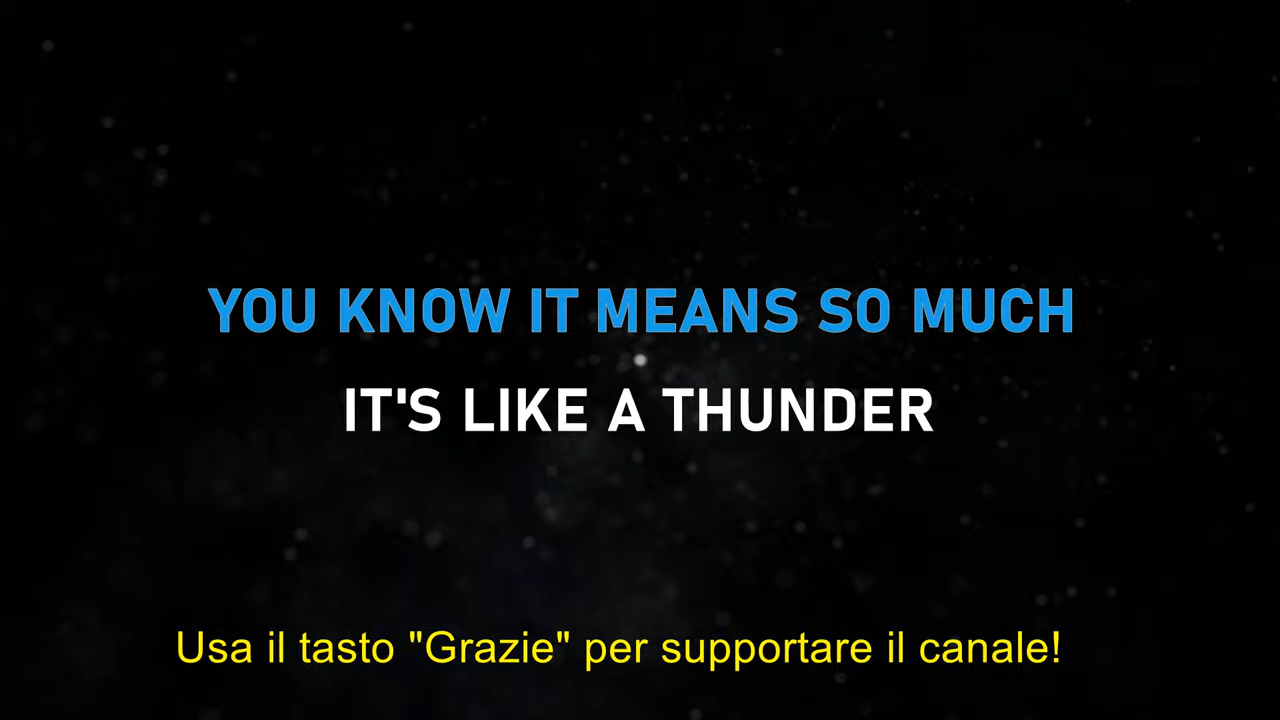 YOU KNOW IT MEANS SO MUCH
IT'S LIKE A THUNDER
Usa il tasto "Grazie" per supportare il canale!